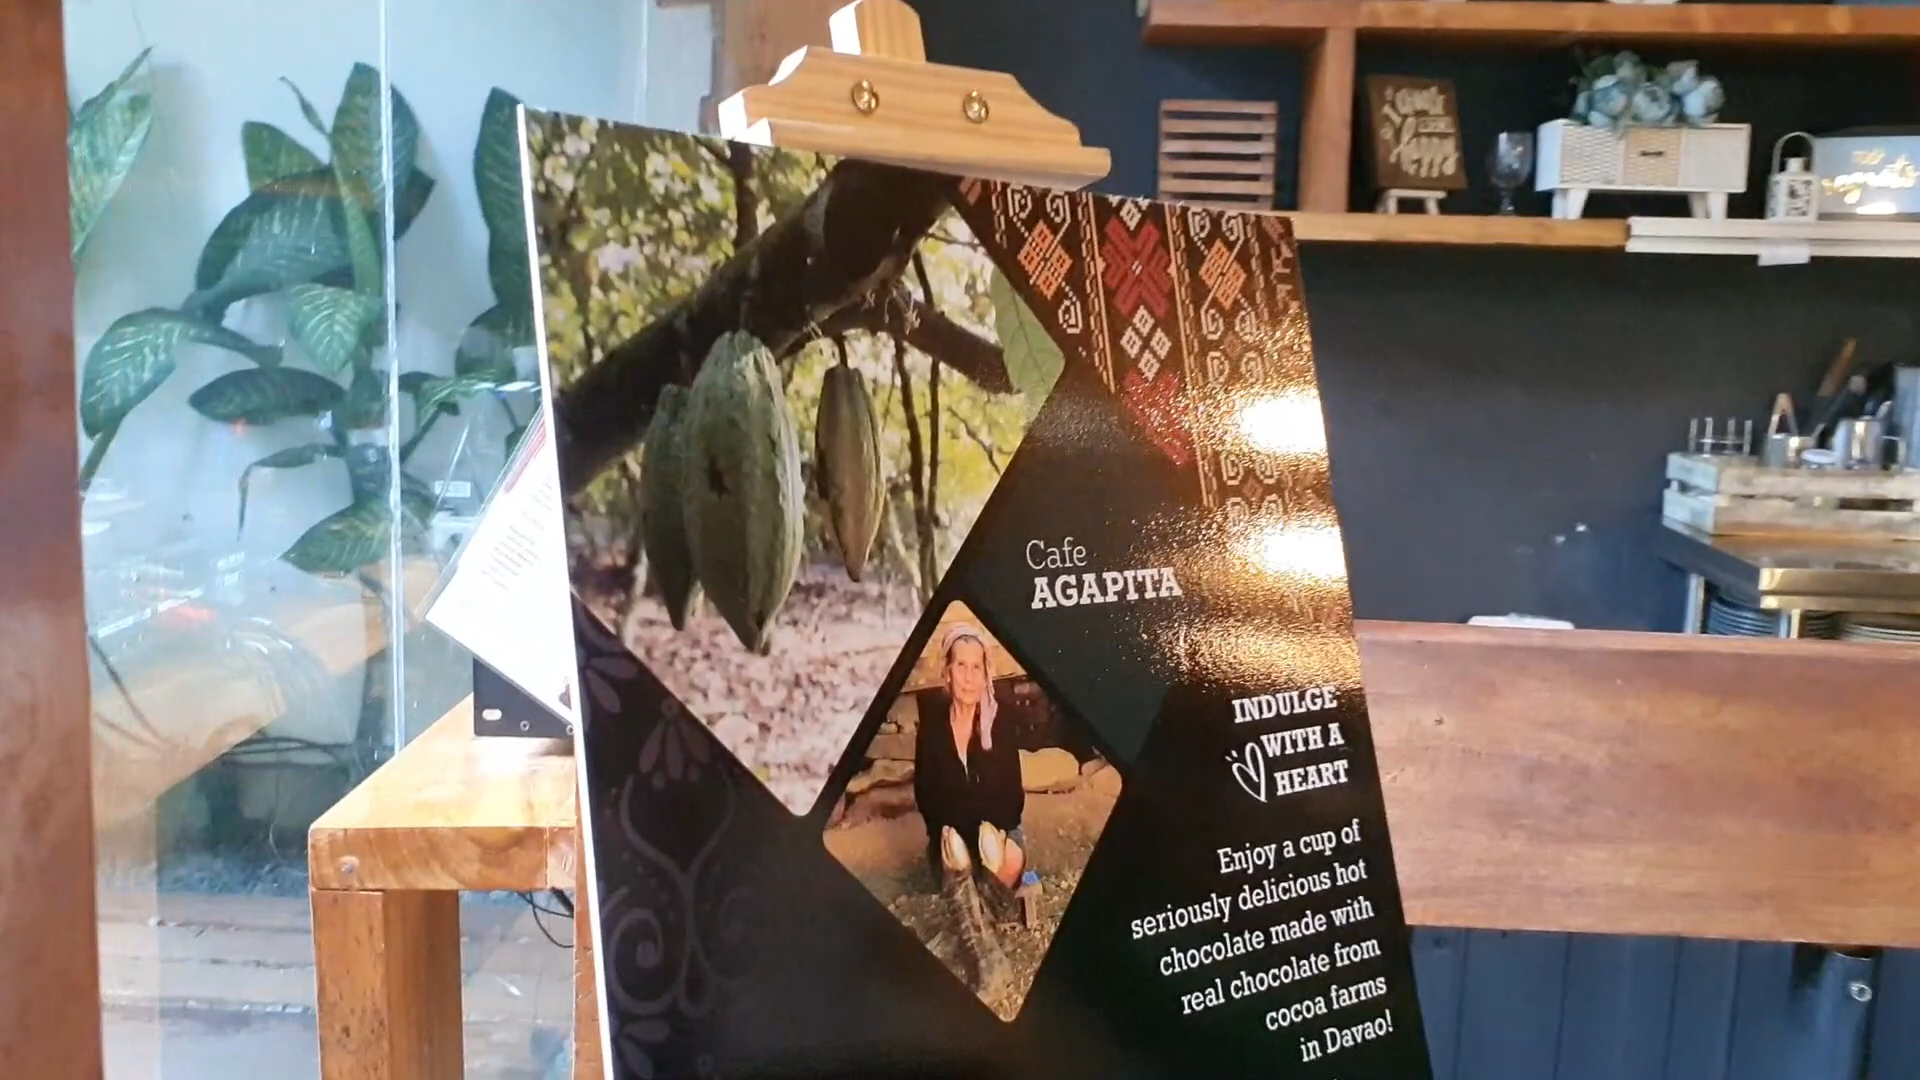 Cafe
AGAPITA
INDULGE
WITH A
HEART
Enjoy a cup of
seriously delicious hot
chocolate made with
real chocolate from
cocoa farms
in Davao!